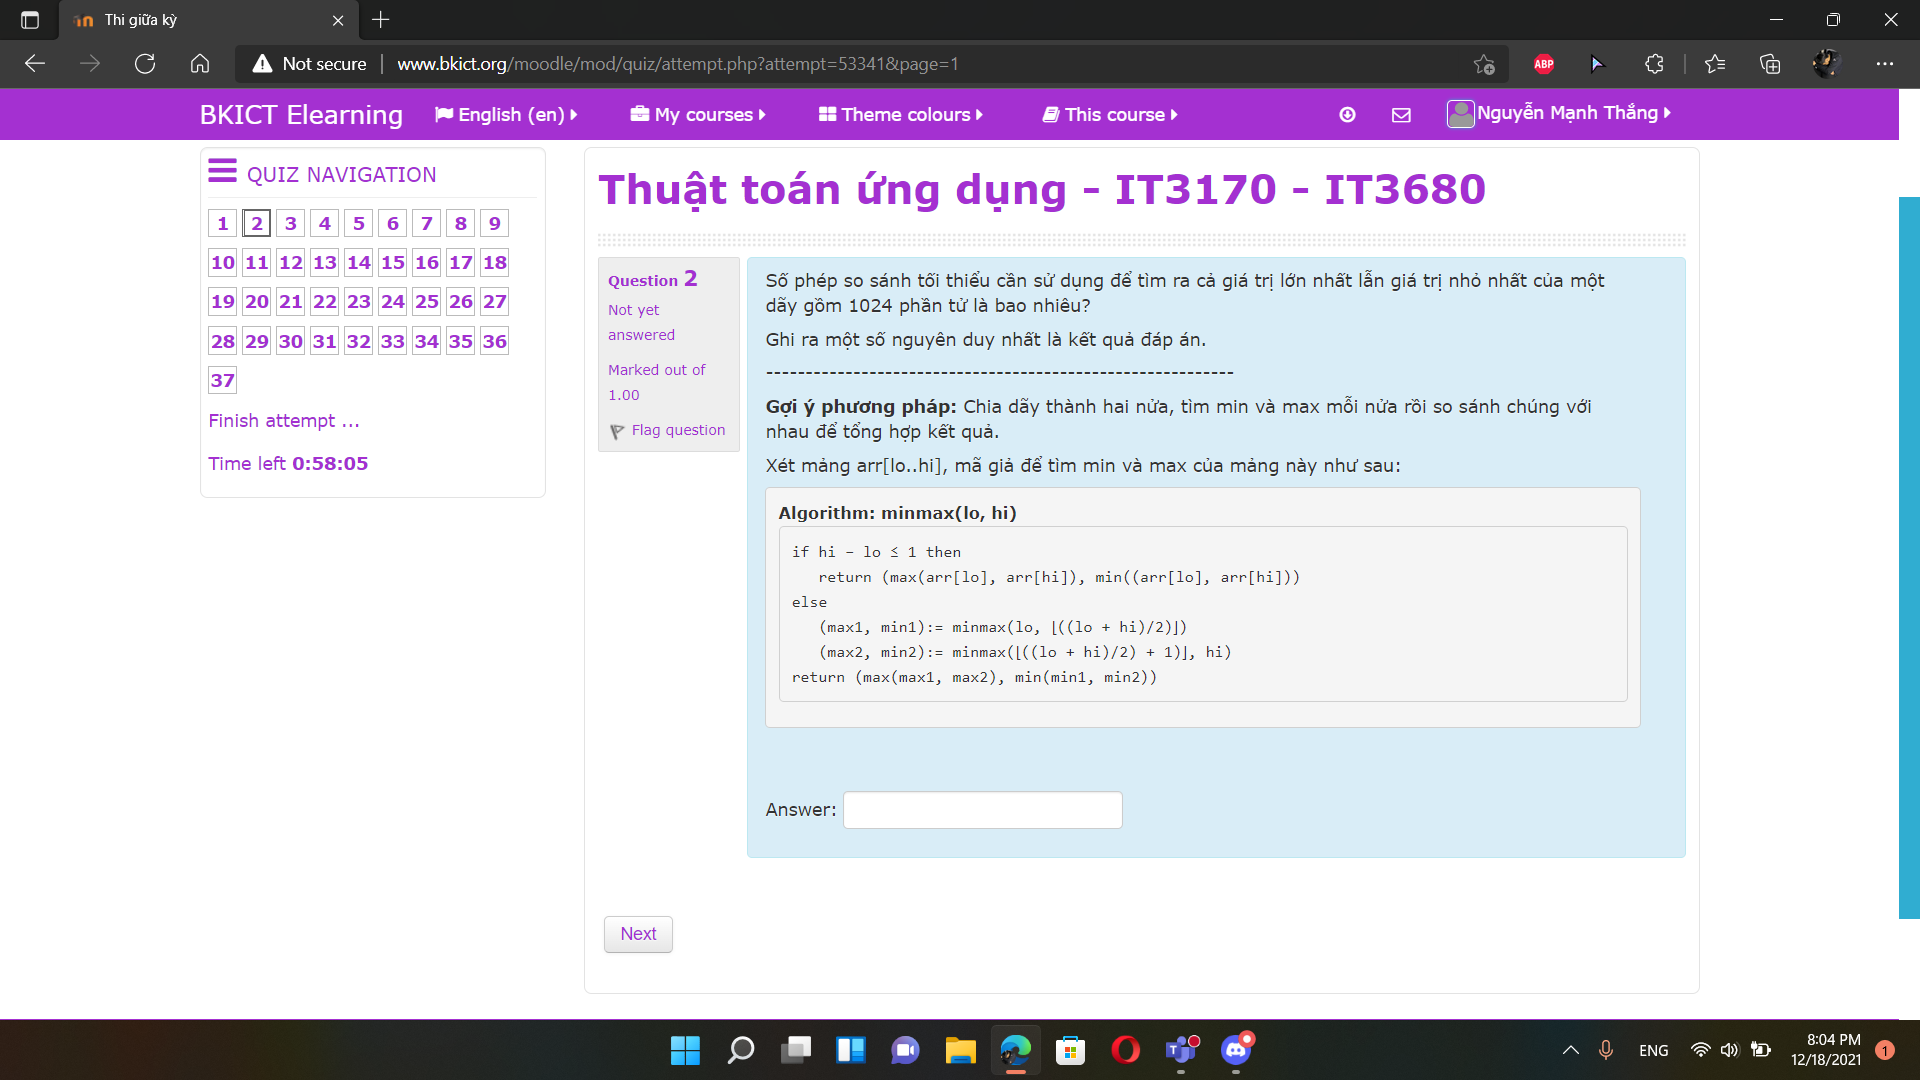 Thi giữa kỳ
Not secure
www.bkict.org/moodle/mod/quiz/attempt.php?attempt=53341&page=1
ABP
BKICT Elearning
English (en)
My courses
Theme colours
This course
Nguyễn Mạnh Thắng
QUIZ NAVIGATION
1 2 3 4 5 6 7 8 9
10 11 12 13 14 15 16 17 18
19 20 21 22 23 24 25 26 27
28 29 30 31 32 33 34 35 36
37
Finish attempt ...
Time left 0:58:05
Thuật toán ứng dụng - IT3170 - IT3680
Question 2
Not yet
answered
Marked out of
1.00
Flag question
Số phép so sánh tối thiểu cần sử dụng để tìm ra cả giá trị lớn nhất lẫn giá trị nhỏ nhất của một
dãy gồm 1024 phần tử là bao nhiêu?
Ghi ra một số nguyên duy nhất là kết quả đáp án.
-----------------------------------------------------------
Gợi ý phương pháp: Chia dãy thành hai nửa, tìm min và max mỗi nửa rồi so sánh chúng với
nhau để tổng hợp kết quả.
Xét mảng arr[lo..hi], mã giả để tìm min và max của mảng này như sau:
Algorithm: minmax(lo, hi)
if hi − lo ≤ 1 then
return (max(arr[lo], arr[hi]), min((arr[lo], arr[hi]))
else
(max1, min1):= minmax(lo, ⌊((lo + hi)/2)⌋)
(max2, min2):= minmax(⌊((lo + hi)/2) + 1)⌋, hi)
return (max(max1, max2), min(min1, min2))
Answer:
Next
ENG
8:04 PM
12/18/2021
1